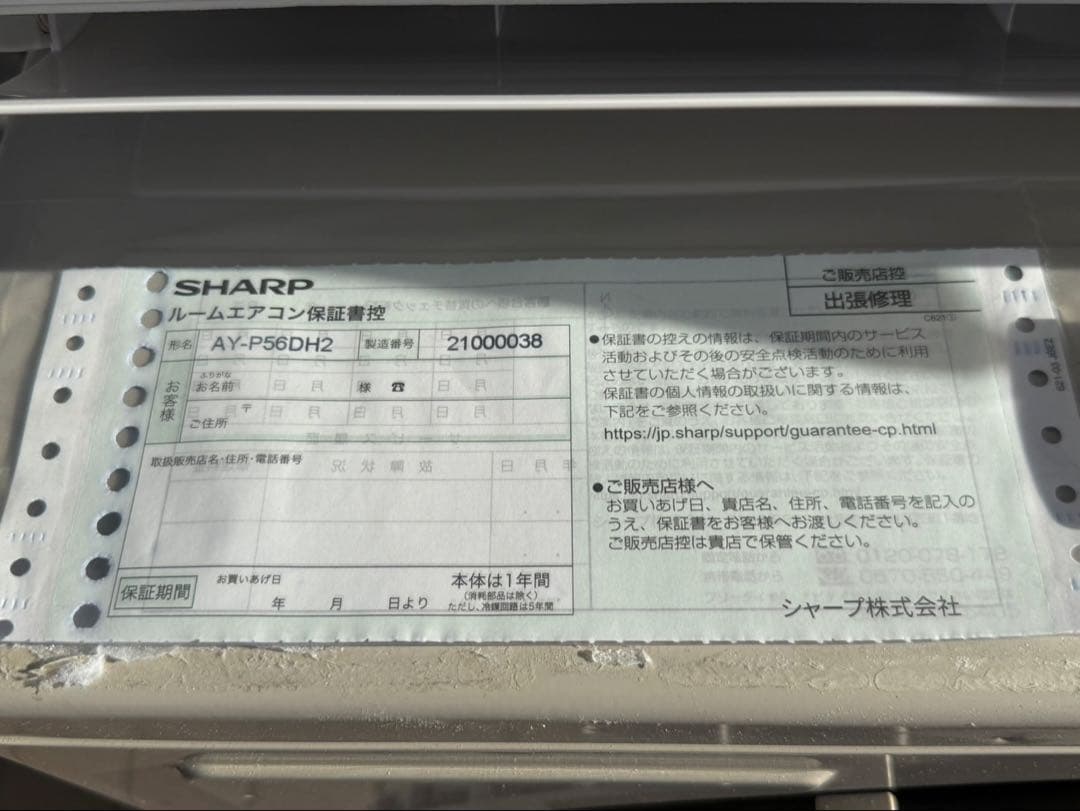 SHARP
ルームエアコン保証書控
形名 AY-P56DH2 製造番号 21000038
お客様
ふりがな
お名前 様 ☎
〒
ご住所
取扱販売店名・住所・電話番号
保証期間
お買いあげ日
年 月 日より
本体は1年間
(消耗部品は除く)
ただし、冷媒回路は5年間
ご販売店控
出張修理
●保証書の控えの情報は、保証期間内のサービス
活動およびその後の安全点検活動のために利用
させていただく場合がございます。
保証書の個人情報の取扱いに関する情報は、
下記をご参照ください。
https://jp.sharp/support/guarantee-cp.html
●ご販売店様へ
お買いあげ日、貴店名、住所、電話番号を記入の
うえ、保証書をお客様へお渡しください。
ご販売店控は貴店で保管ください。
シャープ株式会社